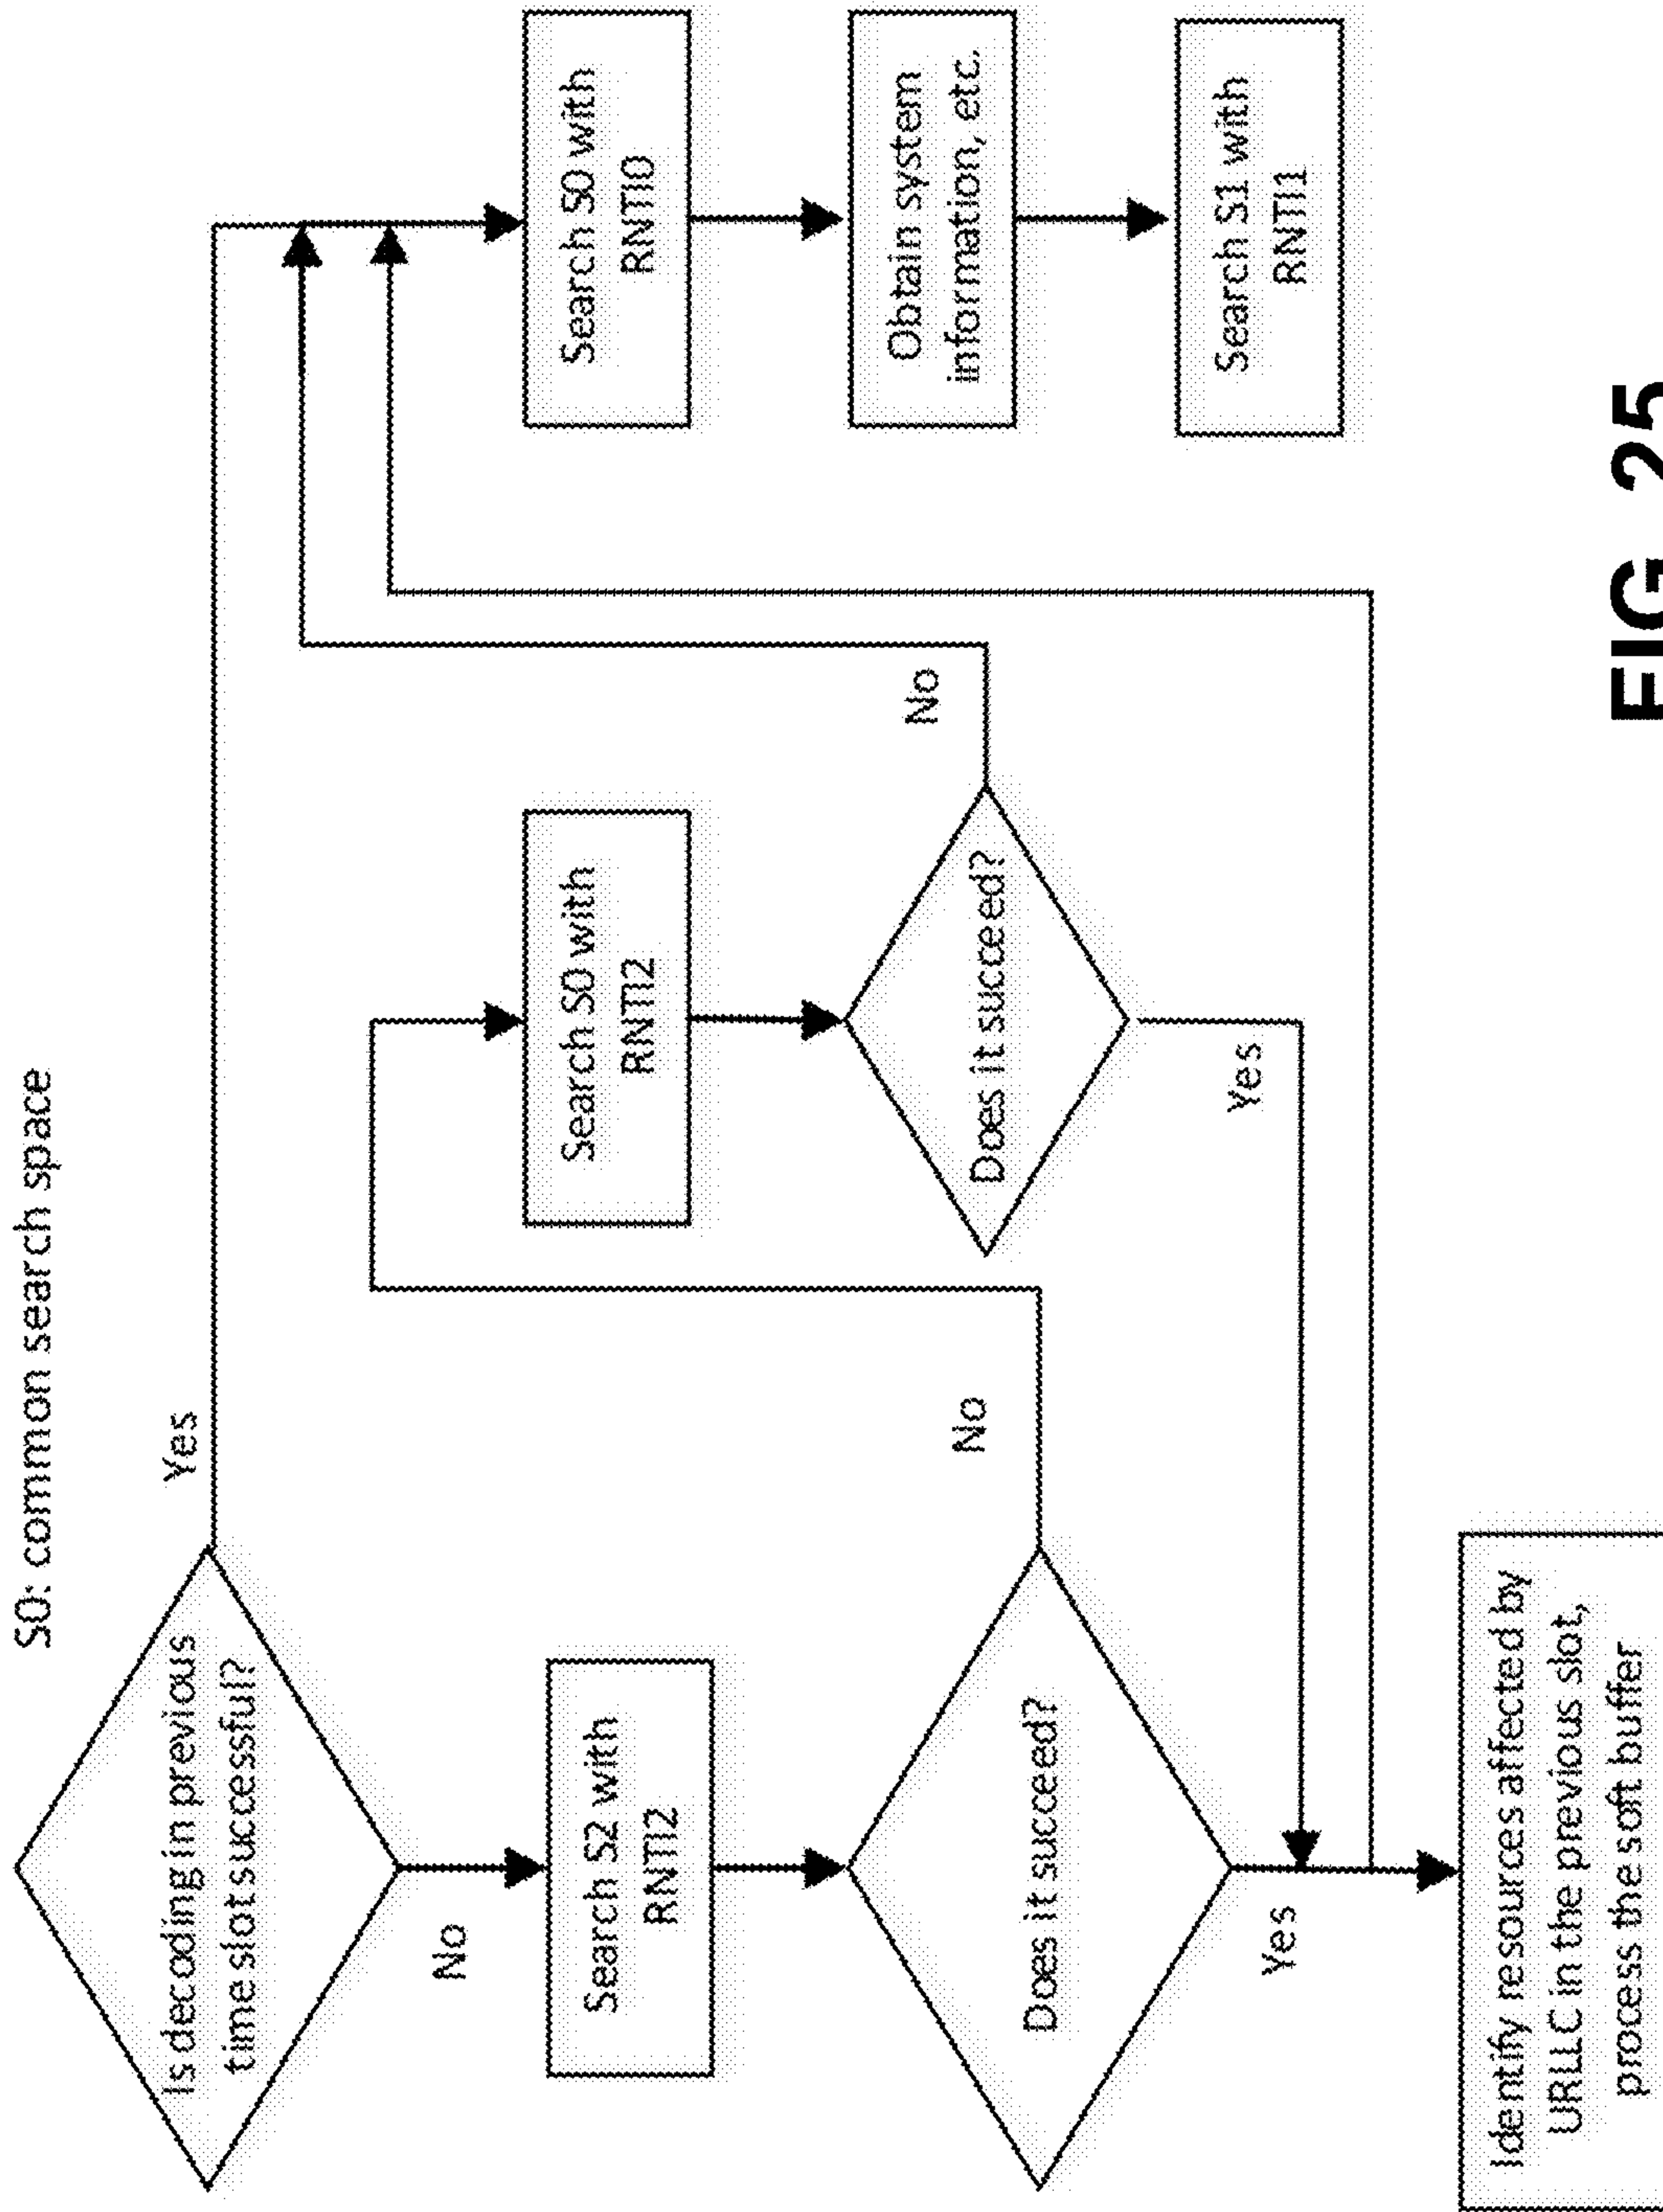 S0: common search space
Is decoding in previous
time slot successful?
Yes
No
Search S2 with
RNTI2
Does it succeed?
No
Yes
Identify resources affected by
URLLC in the previous slot,
process the soft buffer
Search S0 with
RNTI2
Does it succeed?
No
Yes
Search S0 with
RNTI0
Obtain system
information, etc.
Search S1 with
RNTI1
FIG. 25